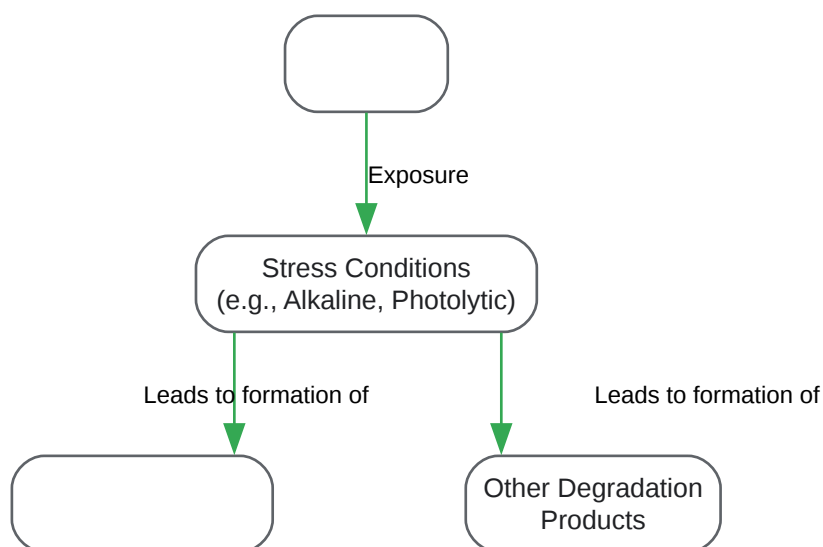 Exposure
Stress Conditions
(e.g., Alkaline, Photolytic)
Leads to formation of
Leads to formation of
Other Degradation
Products